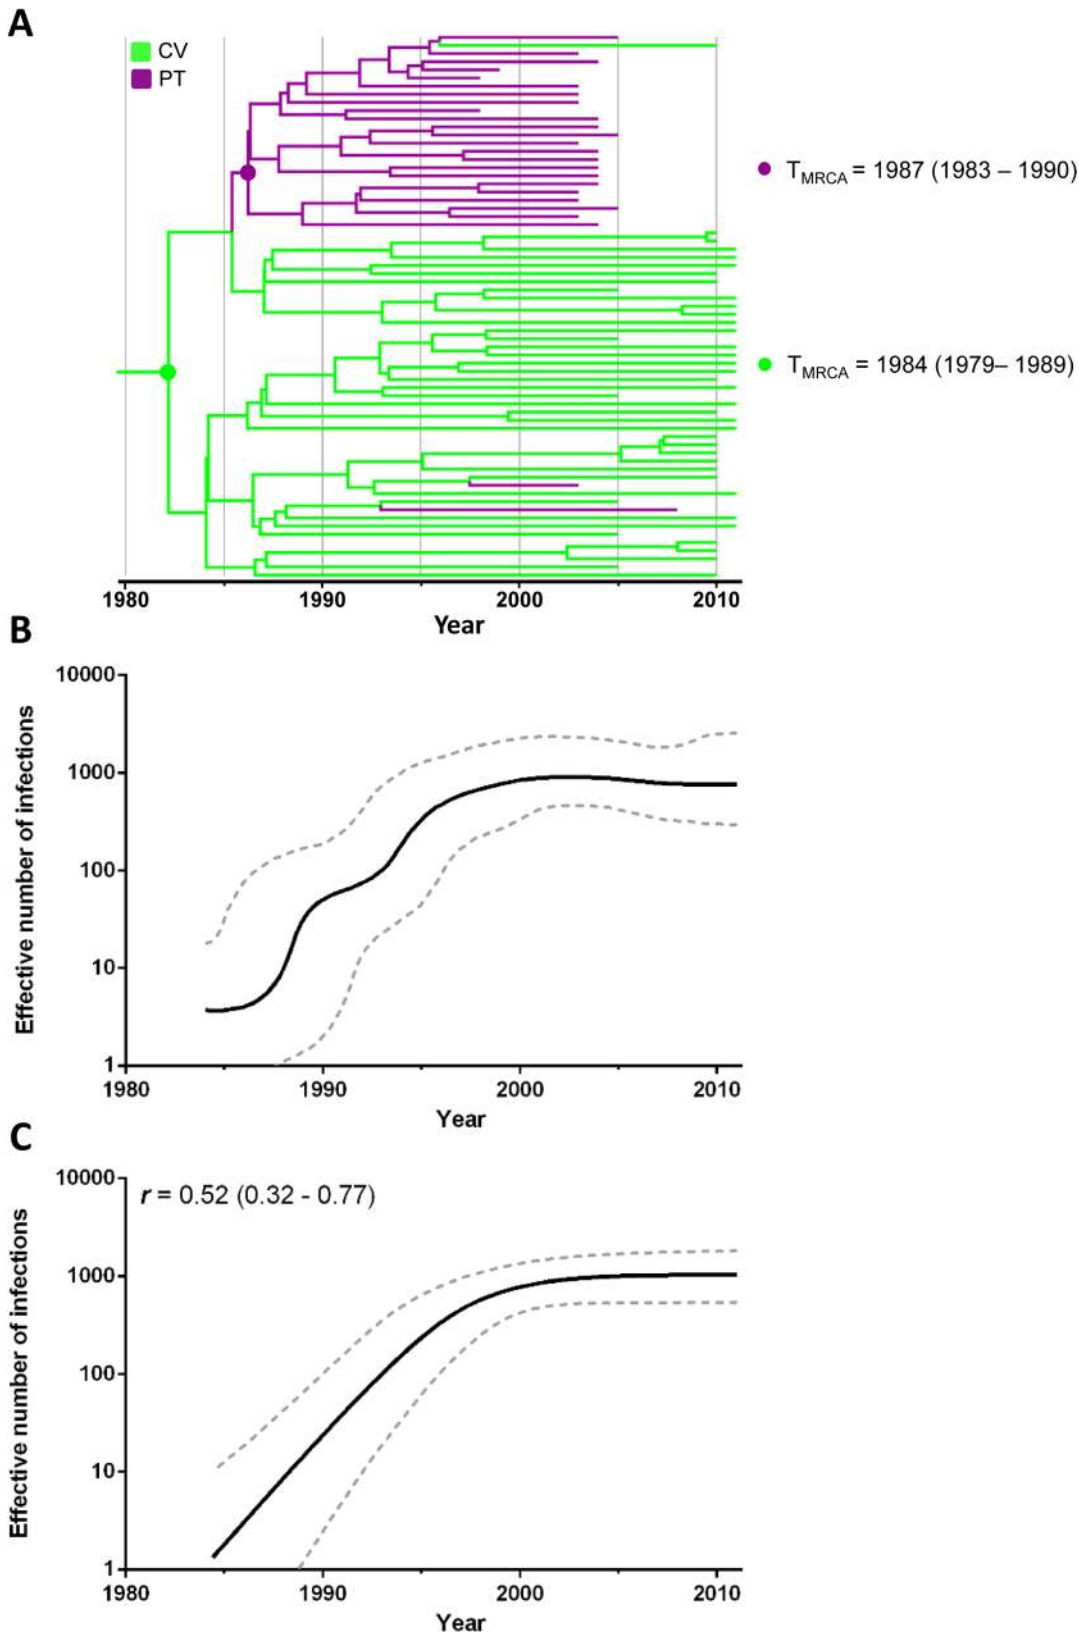 A
CV
PT
T_MRCA = 1987 (1983 – 1990)
T_MRCA = 1984 (1979– 1989)
1980 1990 2000 2010
Year
B
10000
1000
100
10
1
Effective number of infections
1980 1990 2000 2010
Year
C
10000
1000
100
10
1
Effective number of infections
r = 0.52 (0.32 - 0.77)
1980 1990 2000 2010
Year